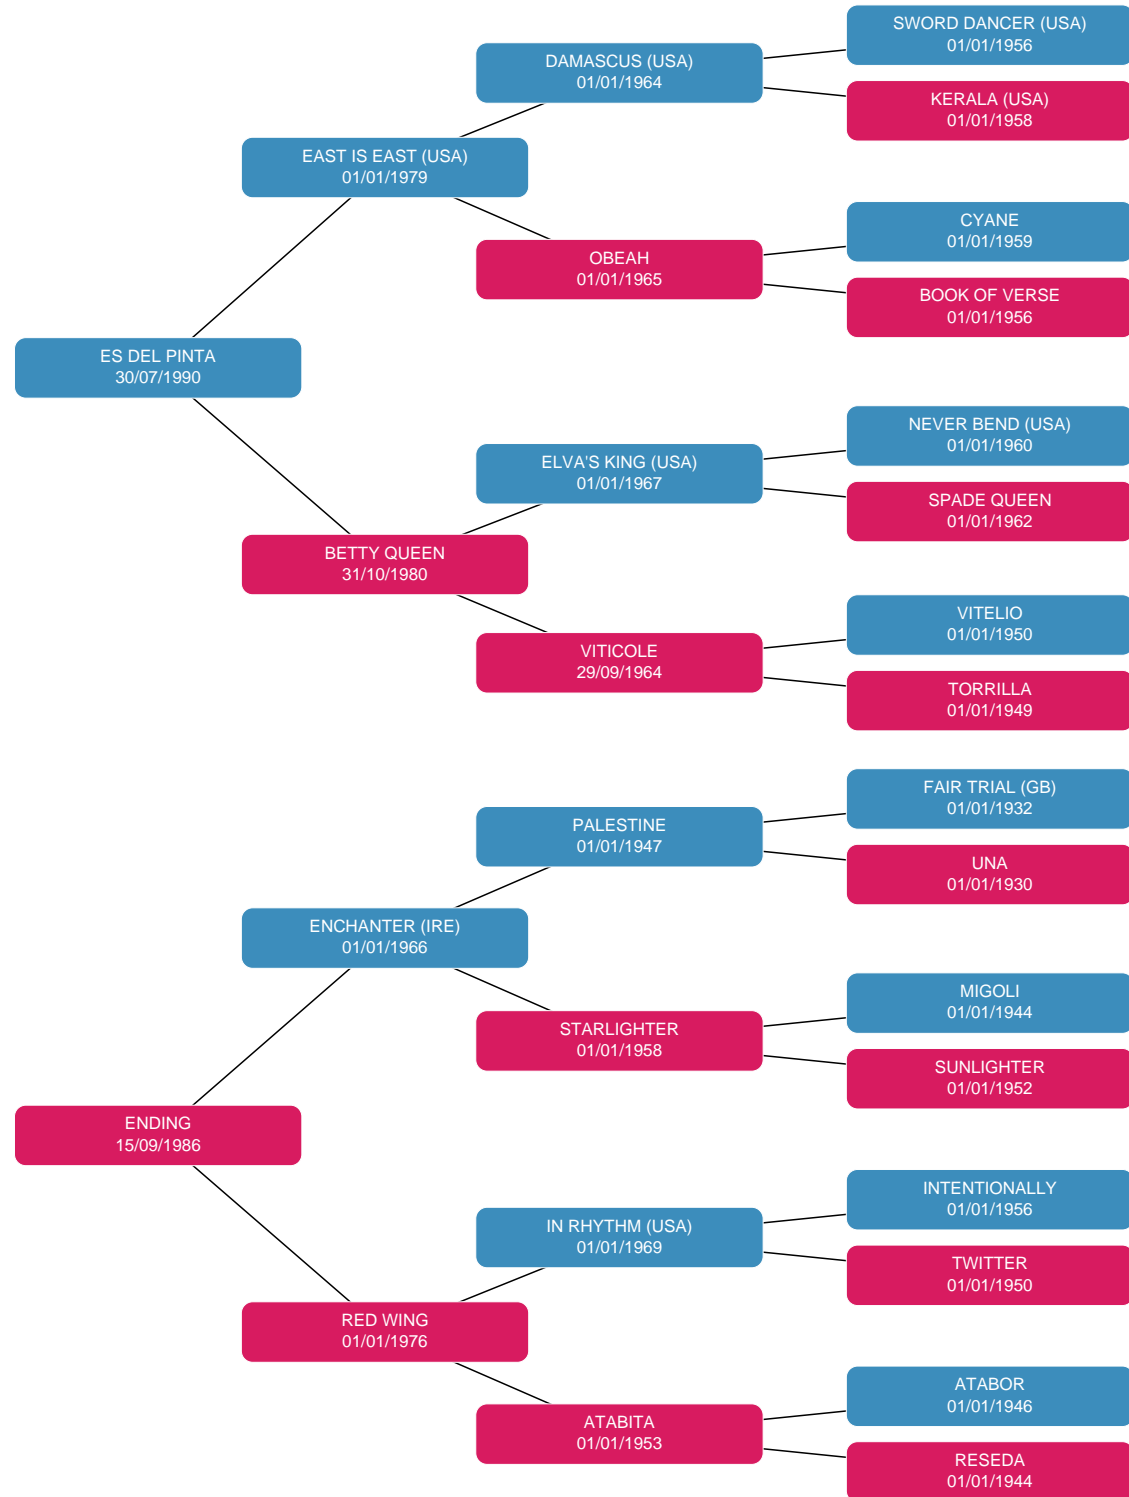 SWORD DANCER (USA)
01/01/1956
DAMASCUS (USA)
01/01/1964
KERALA (USA)
01/01/1958
EAST IS EAST (USA)
01/01/1979
CYANE
01/01/1959
OBEAH
01/01/1965
BOOK OF VERSE
01/01/1956
ES DEL PINTA
30/07/1990
NEVER BEND (USA)
01/01/1960
ELVA'S KING (USA)
01/01/1967
SPADE QUEEN
01/01/1962
BETTY QUEEN
31/10/1980
VITELIO
01/01/1950
VITICOLE
29/09/1964
TORRILLA
01/01/1949
FAIR TRIAL (GB)
01/01/1932
PALESTINE
01/01/1947
UNA
01/01/1930
ENCHANTER (IRE)
01/01/1966
MIGOLI
01/01/1944
STARLIGHTER
01/01/1958
SUNLIGHTER
01/01/1952
ENDING
15/09/1986
INTENTIONALLY
01/01/1956
IN RHYTHM (USA)
01/01/1969
TWITTER
01/01/1950
RED WING
01/01/1976
ATABOR
01/01/1946
ATABITA
01/01/1953
RESEDA
01/01/1944